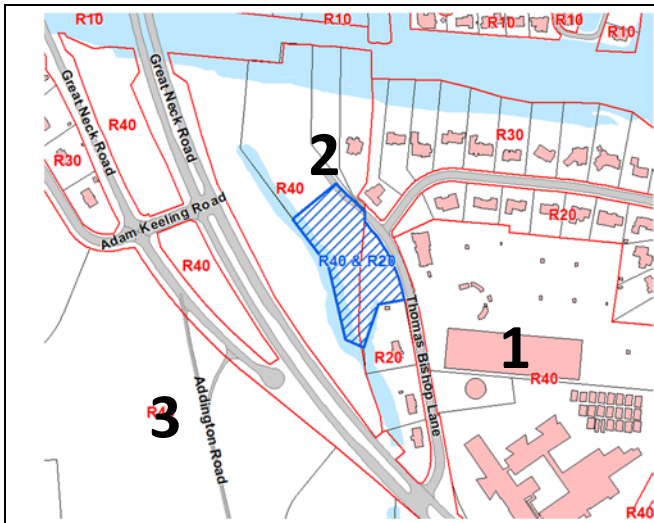 R10
R10
R10
R10
R10
Great Neck Road
R40
Great Neck Road
R30
R30
2
R40
R20
Adam Keeling Road
R40
R40 & R20
Thomas Bishop Lane
1
R20
R40
Addington Road
3
R40